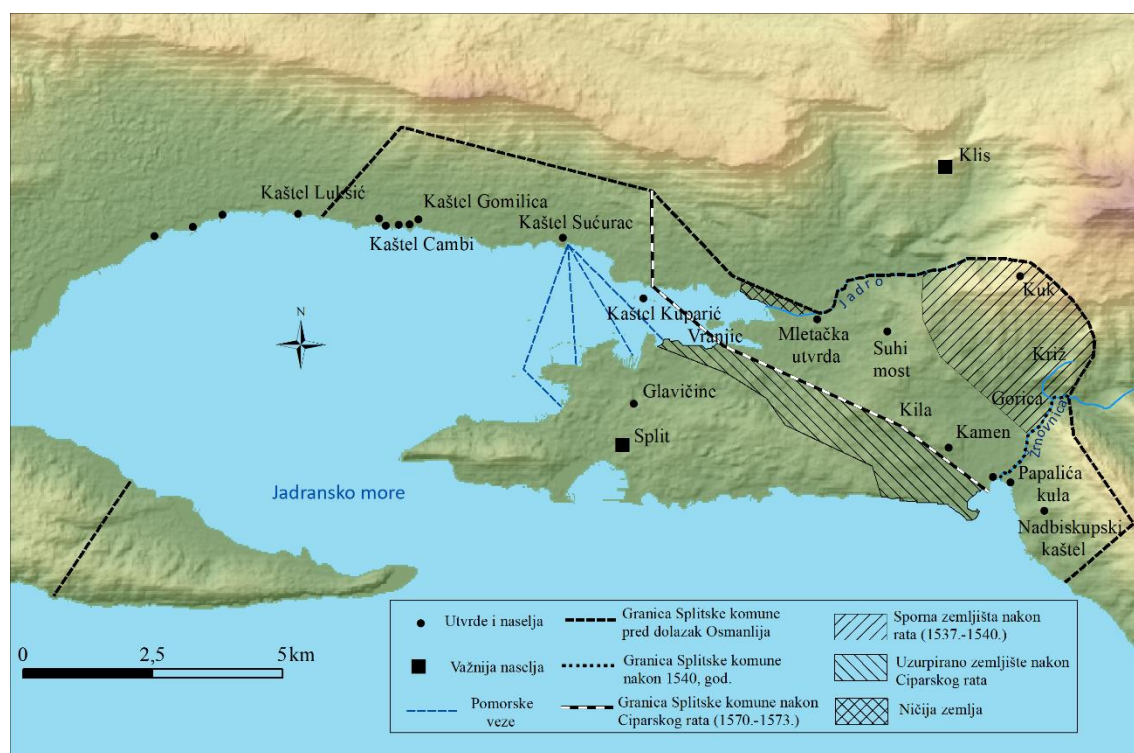 Klis
Kaštel Lukšić
Kaštel Gomilica
Kaštel Cambi
Kaštel Sućurac
Kuk
Jadro
Kaštel Kuparić
N
Vranjic
Mletačka
utvrda
Suhi
most
Križ
Gorica
Glavičinc
Kila
Žrnovnica
Split
Kamen
Papalića
kula
Jadransko more
Nadbiskupski
kaštel
Utvrde i naselja
Granica Splitske komune
pred dolazak Osmanlija
Sporna zemljišta nakon
rata (1537.-1540.)
Važnija naselja
Granica Splitske komune
nakon 1540, god.
Uzurpirano zemljište nakon
Ciparskog rata
Pomorske
veze
Granica Splitske komune nakon
Ciparskog rata (1570.-1573.)
Ničija zemlja
0 2,5 5km